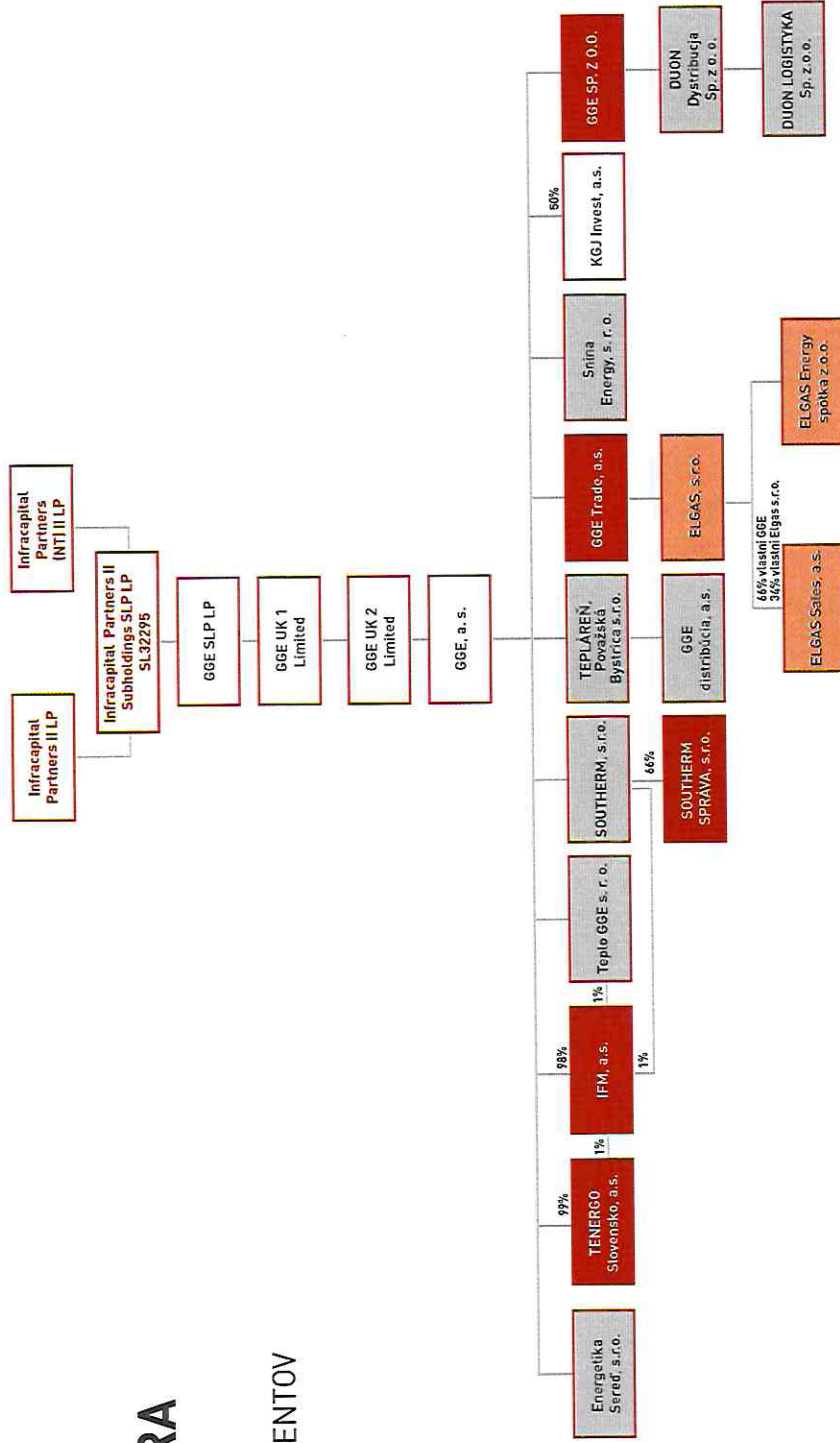 RA
ENTOV
Infracapital
Partners II LP
Infracapital
Partners
(NT) II LP
Infracapital Partners II
Subholdings SLP LP
SL32295
GGE SLP LP
GGE UK 1
Limited
GGE UK 2
Limited
GGE, a. s.
Energetika
Sereď, s.r.o.
99%
TENERGO
Slovensko, a.s.
1%
98%
IFM, a.s.
1%
1%
Teplo GGE s. r. o.
SOUTHERM, s.r.o.
66%
SOUTHERM
SPRÁVA, s.r.o.
TEPLÁREŇ,
Považská
Bystrica s.r.o.
GGE
distribúcia, a.s.
GGE Trade, a.s.
ELGAS, s.r.o.
66% vlastní GGE
34% vlastní Elgas s.r.o.
ELGAS Sales, a.s.
ELGAS Energy
spółka z.o.o.
Snina
Energy, s. r. o.
50%
KGJ Invest, a.s.
GGE SP. Z O.O.
DUON
Dystrybucja
Sp. z o. o.
DUON LOGISTYKA
Sp. z.o.o.